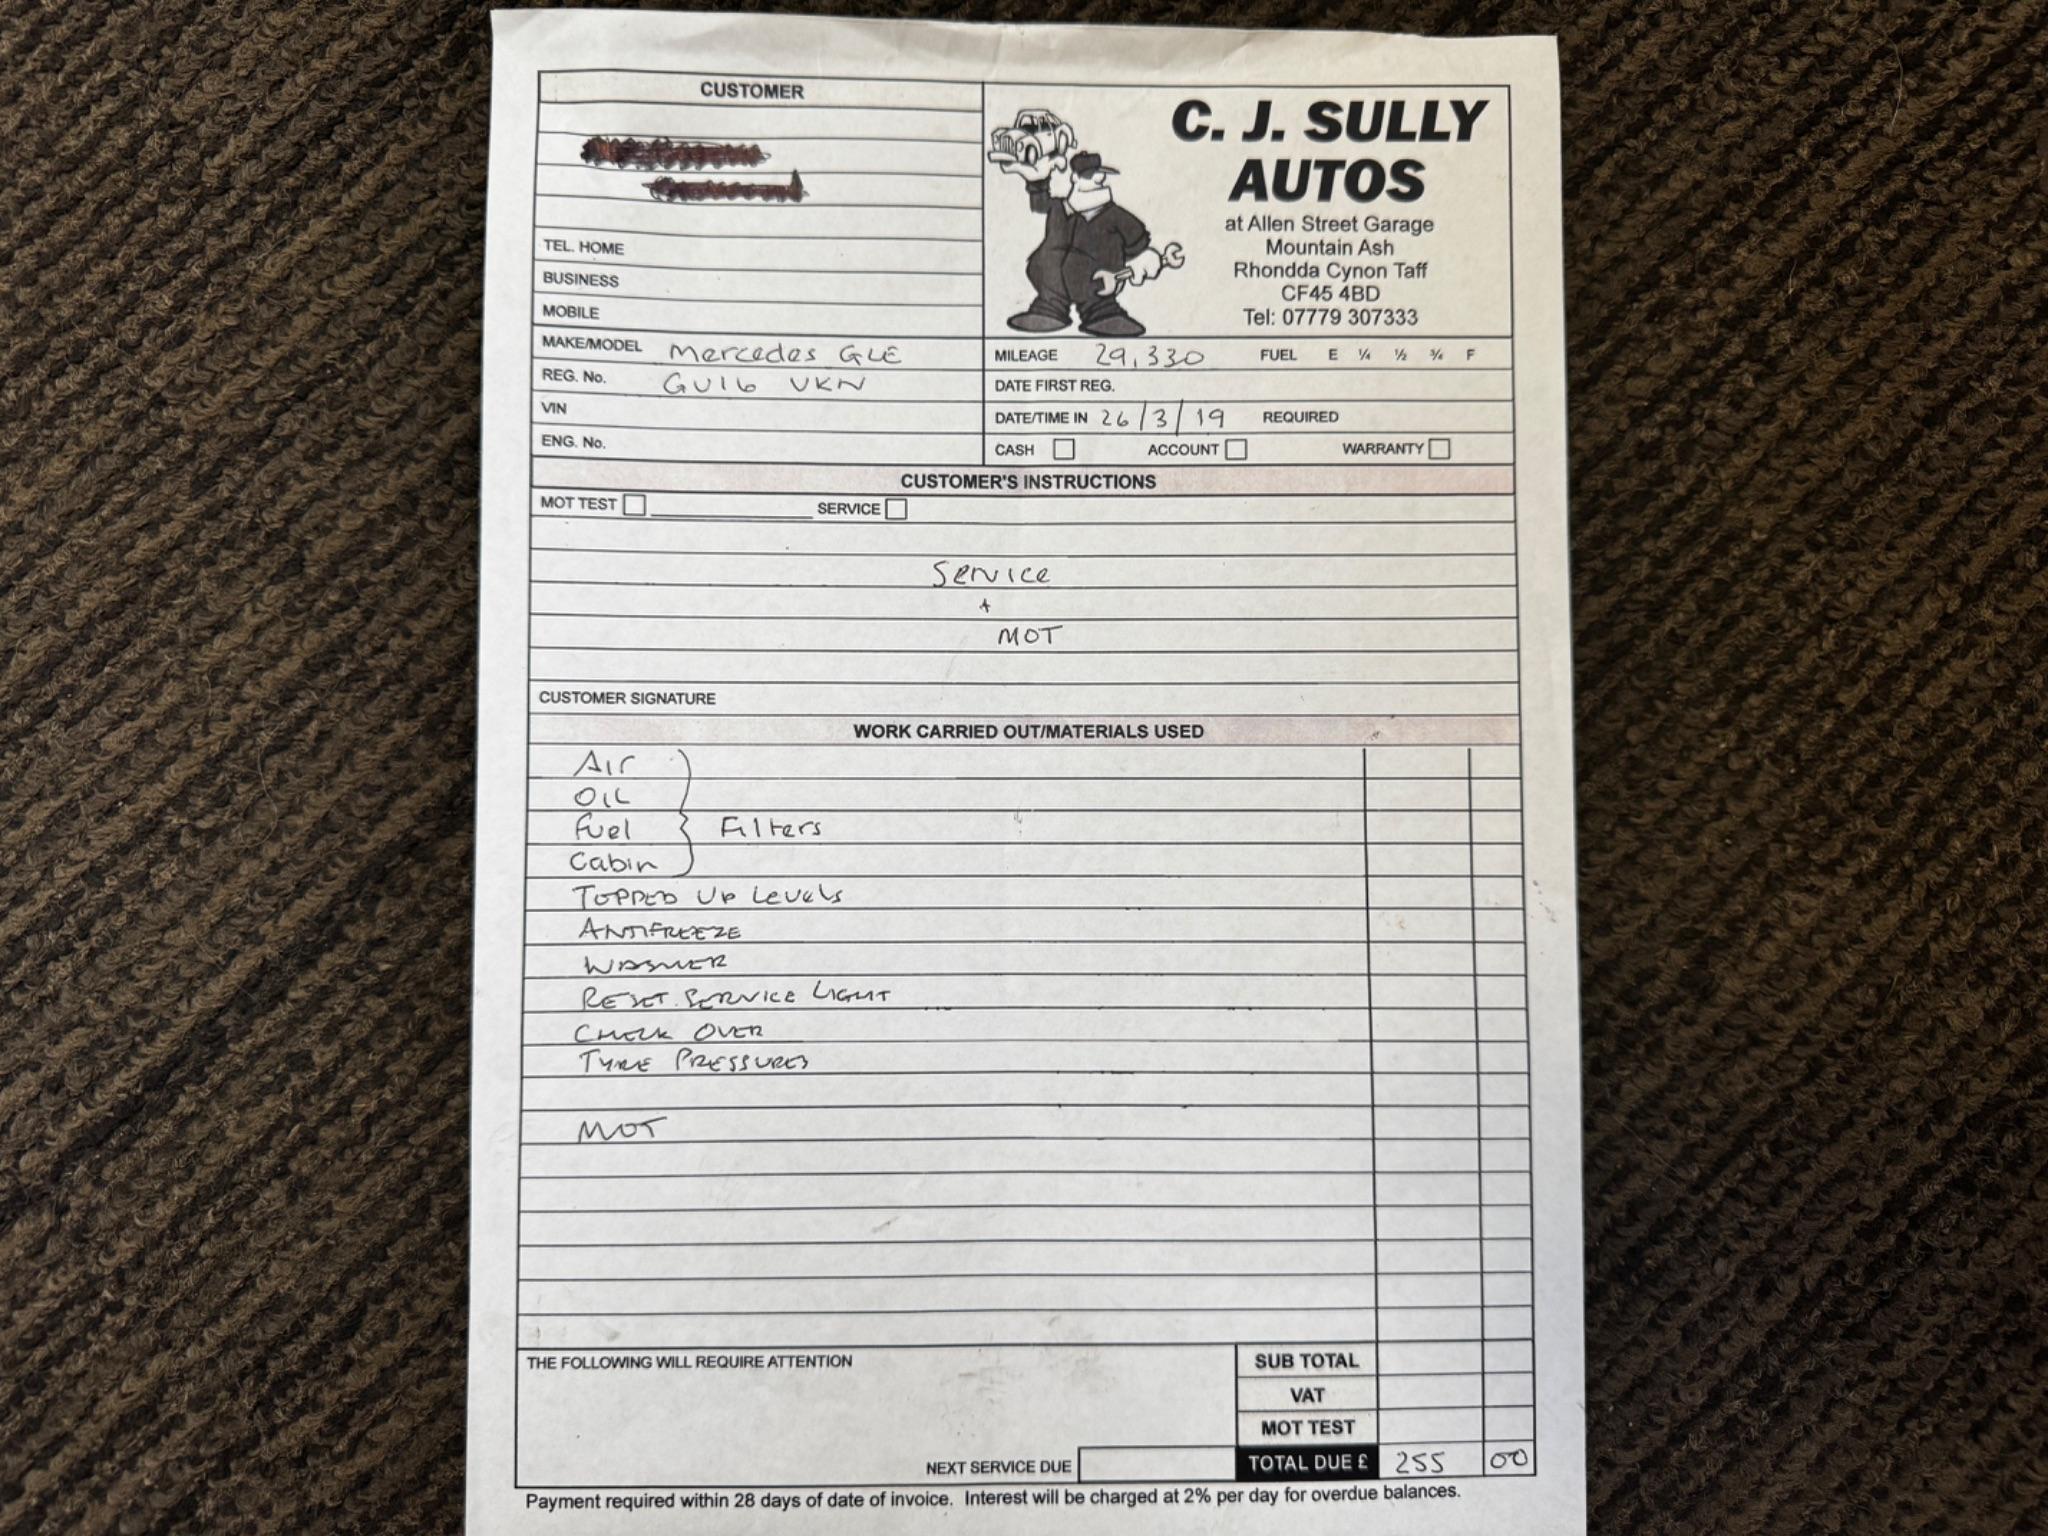 CUSTOMER
C. J. SULLY
AUTOS
at Allen Street Garage
Mountain Ash
Rhondda Cynon Taff
CF45 4BD
Tel: 07779 307333
TEL. HOME
BUSINESS
MOBILE
MAKE/MODEL Mercedes GLE
REG. No. GU16 VKN
VIN
ENG. No.
MILEAGE 29,330 FUEL E ¼ ½ ¾ F
DATE FIRST REG.
DATE/TIME IN 26/3/19 REQUIRED
CASH ACCOUNT WARRANTY
CUSTOMER'S INSTRUCTIONS
MOT TEST SERVICE
Service
+
MOT
CUSTOMER SIGNATURE
WORK CARRIED OUT/MATERIALS USED
Air
OIL
Fuel Filters
Cabin
TOPPED UP Levels
ANTIFREEZE
WASHER
RESET SERVICE LIGHT
CHECK OVER
TYRE PRESSURES
MOT
THE FOLLOWING WILL REQUIRE ATTENTION
SUB TOTAL
VAT
MOT TEST
NEXT SERVICE DUE
TOTAL DUE £ 255 00
Payment required within 28 days of date of invoice. Interest will be charged at 2% per day for overdue balances.